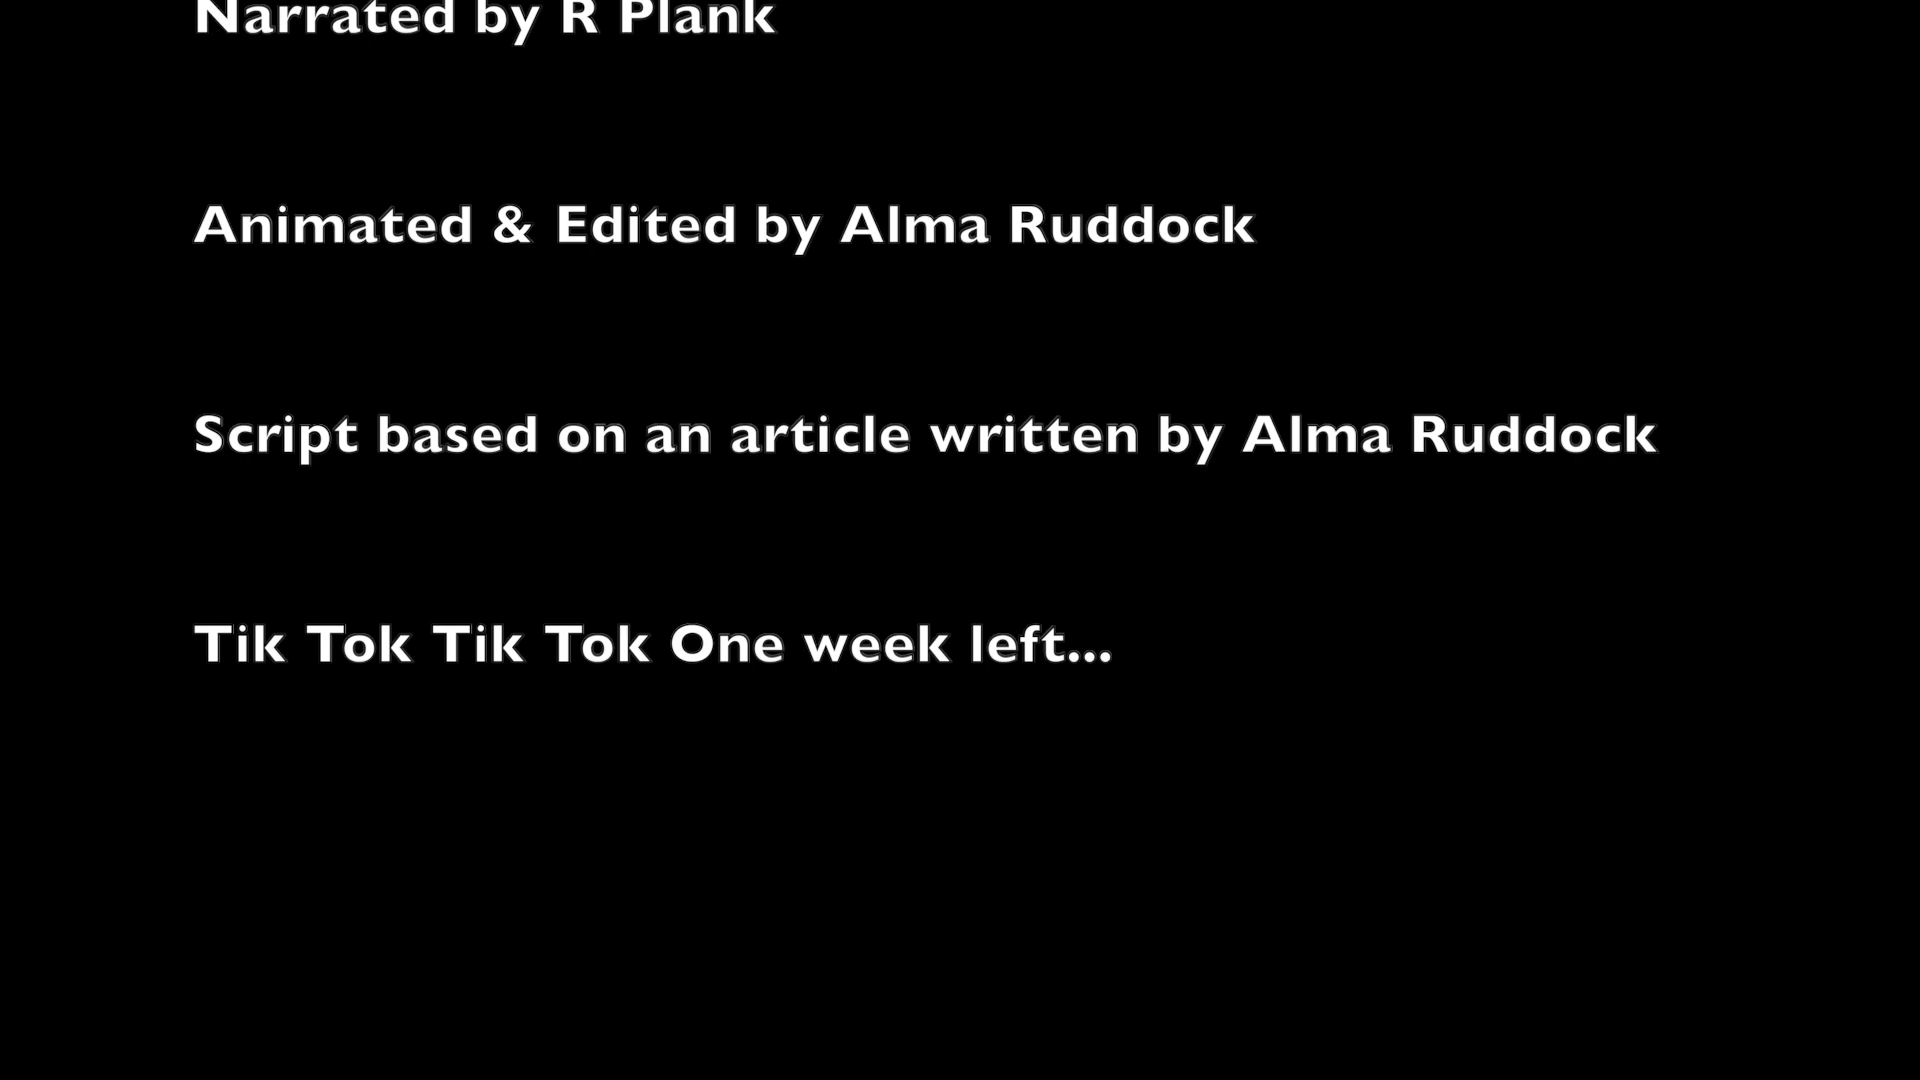 Narrated by R Plank
Animated & Edited by Alma Ruddock
Script based on an article written by Alma Ruddock
Tik Tok Tik Tok One week left...